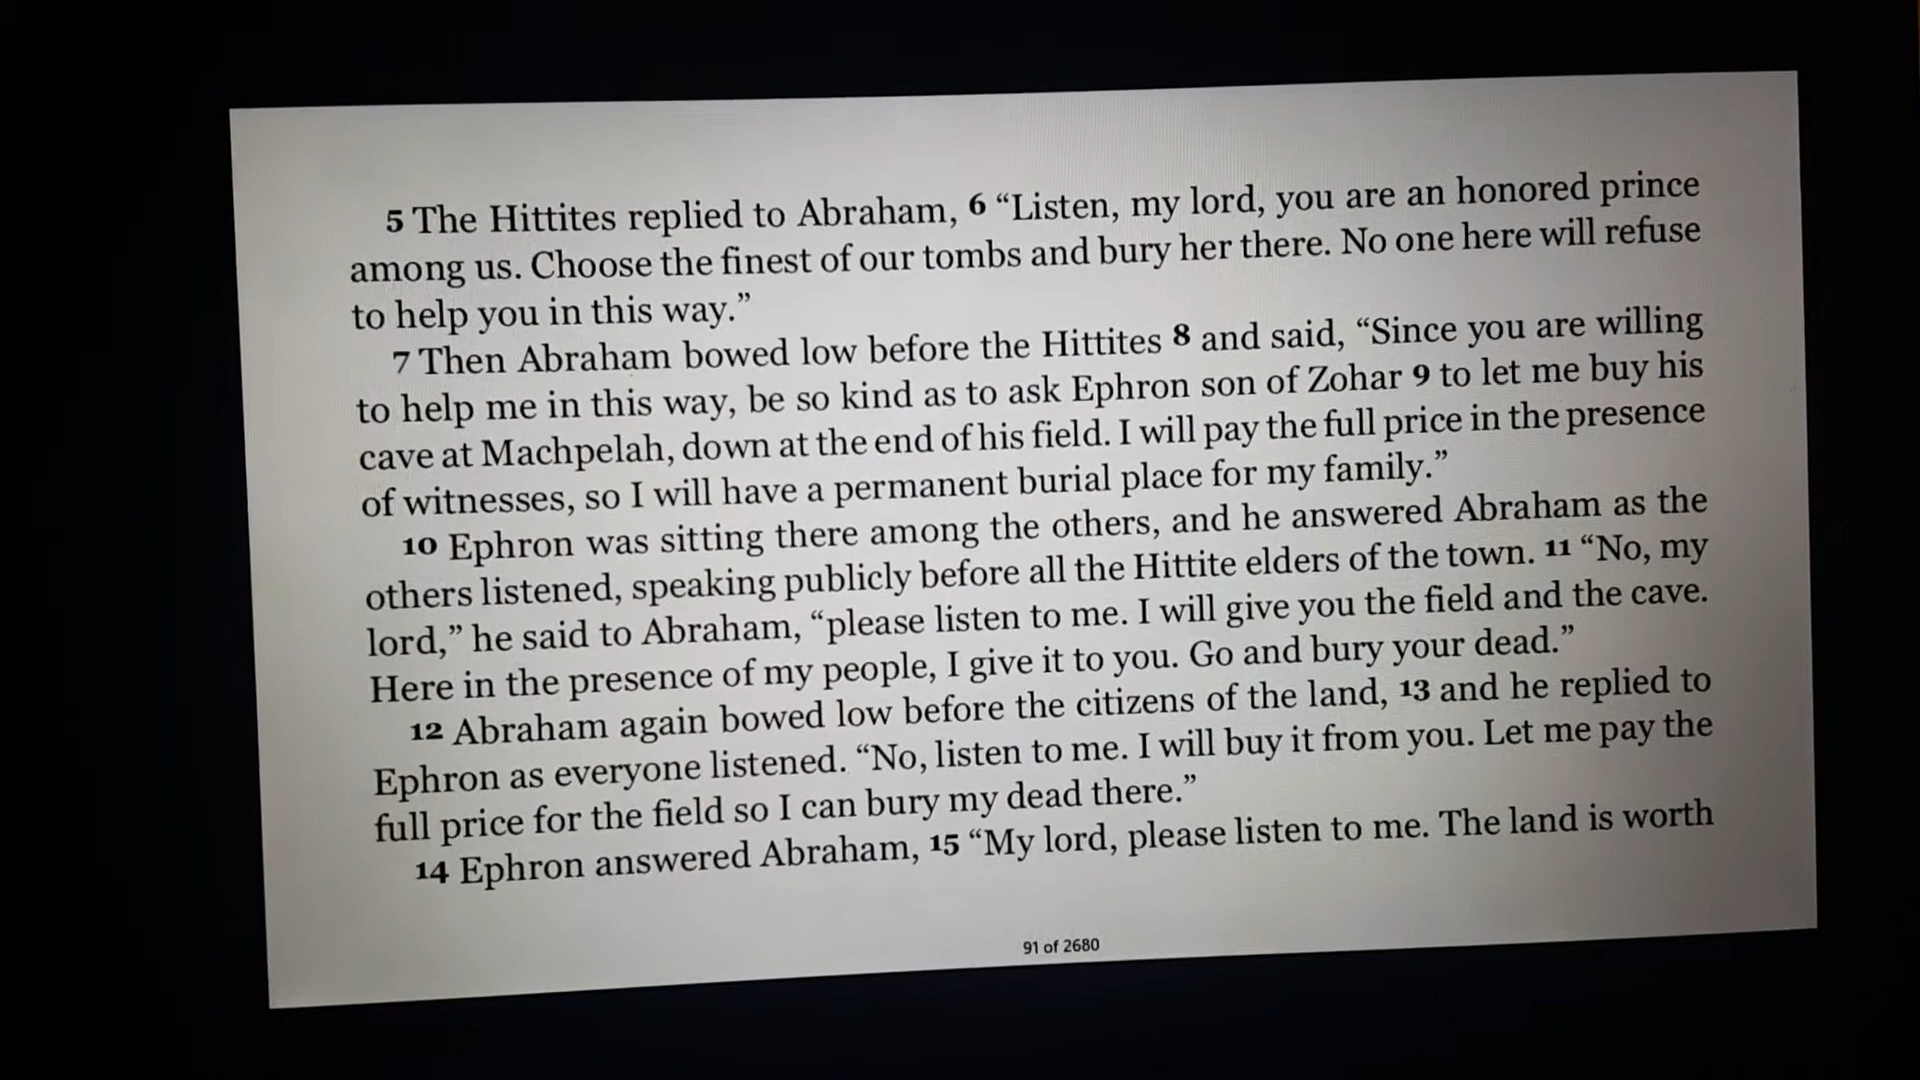 5 The Hittites replied to Abraham, 6 “Listen, my lord, you are an honored prince
among us. Choose the finest of our tombs and bury her there. No one here will refuse
to help you in this way.”
7 Then Abraham bowed low before the Hittites 8 and said, “Since you are willing
to help me in this way, be so kind as to ask Ephron son of Zohar 9 to let me buy his
cave at Machpelah, down at the end of his field. I will pay the full price in the presence
of witnesses, so I will have a permanent burial place for my family.”
10 Ephron was sitting there among the others, and he answered Abraham as the
others listened, speaking publicly before all the Hittite elders of the town. 11 “No, my
lord,” he said to Abraham, “please listen to me. I will give you the field and the cave.
Here in the presence of my people, I give it to you. Go and bury your dead.”
12 Abraham again bowed low before the citizens of the land, 13 and he replied to
Ephron as everyone listened. “No, listen to me. I will buy it from you. Let me pay the
full price for the field so I can bury my dead there.”
14 Ephron answered Abraham, 15 “My lord, please listen to me. The land is worth
91 of 2680